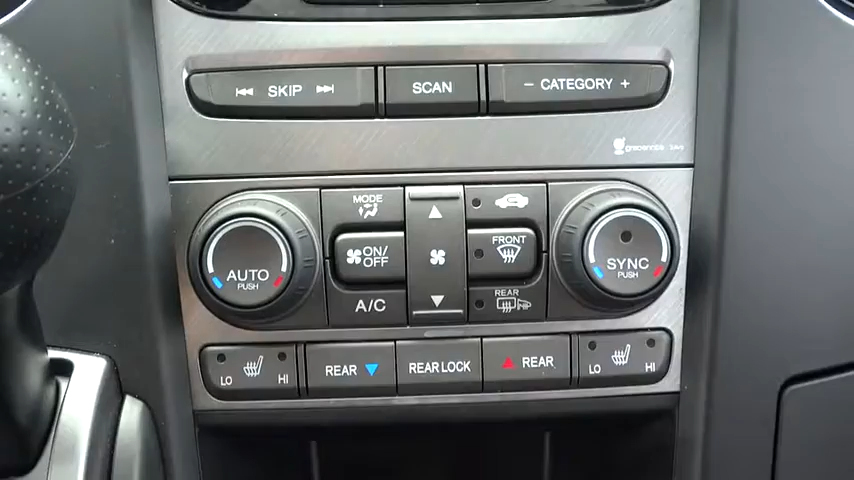 SKIP SCAN - CATEGORY +
gracenote
MODE
ON/OFF
FRONT
AUTO
PUSH
SYNC
PUSH
A/C
REAR
LO HI
REAR
REAR LOCK
REAR
LO HI